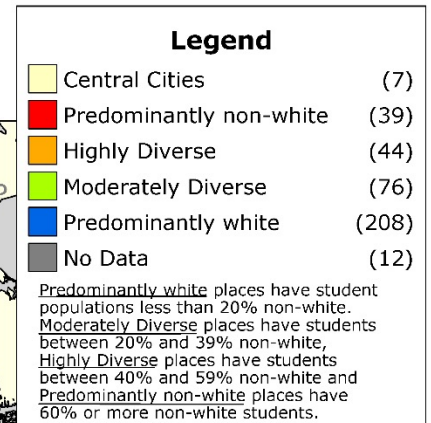 Legend
Central Cities (7)
Predominantly non-white (39)
Highly Diverse (44)
Moderately Diverse (76)
Predominantly white (208)
No Data (12)
Predominantly white places have student
populations less than 20% non-white.
Moderately Diverse places have students
between 20% and 39% non-white,
Highly Diverse places have students
between 40% and 59% non-white and
Predominantly non-white places have
60% or more non-white students.